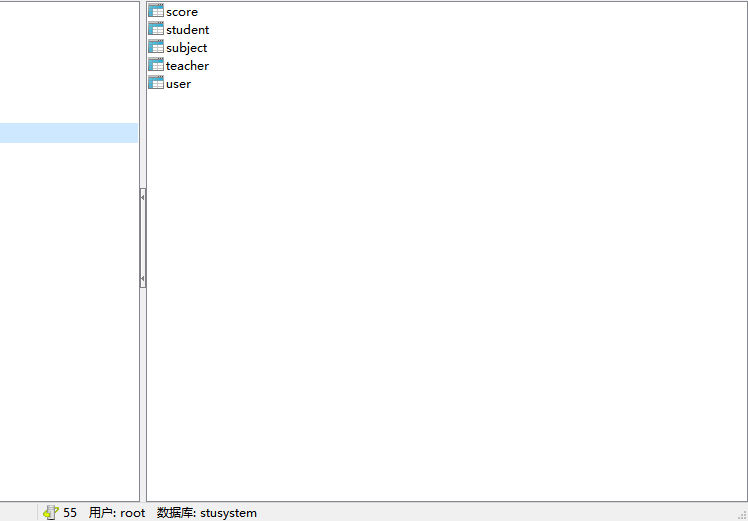 score
student
subject
teacher
user
55 用户: root 数据库: stusystem